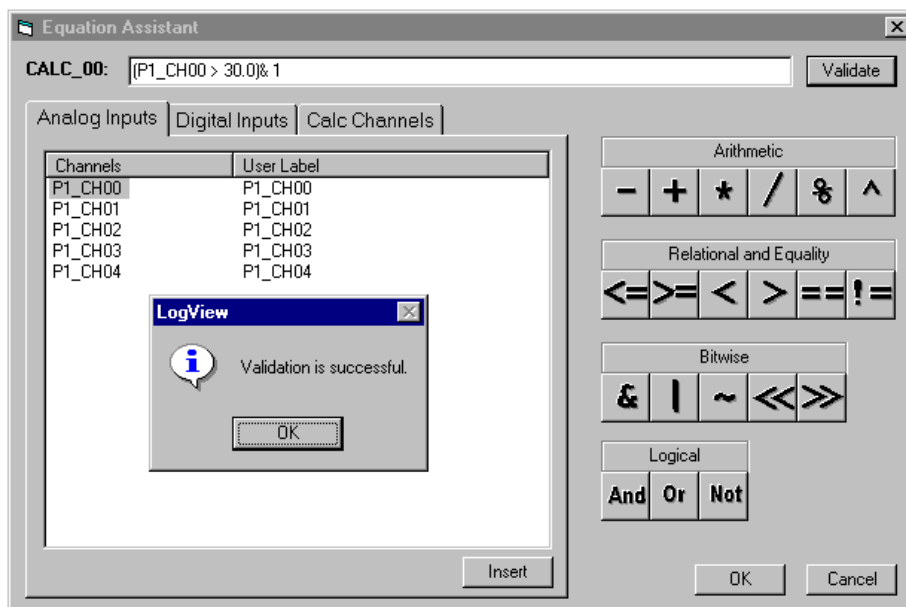 Equation Assistant
CALC_00: (P1_CH00 > 30.0)& 1 Validate
Analog Inputs Digital Inputs Calc Channels
Channels User Label
P1_CH00 P1_CH00
P1_CH01 P1_CH01
P1_CH02 P1_CH02
P1_CH03 P1_CH03
P1_CH04 P1_CH04
LogView
Validation is successful.
OK
Insert
Arithmetic
- + * / % ^
Relational and Equality
<= >= < > == !=
Bitwise
& | ~ << >>
Logical
And Or Not
OK Cancel